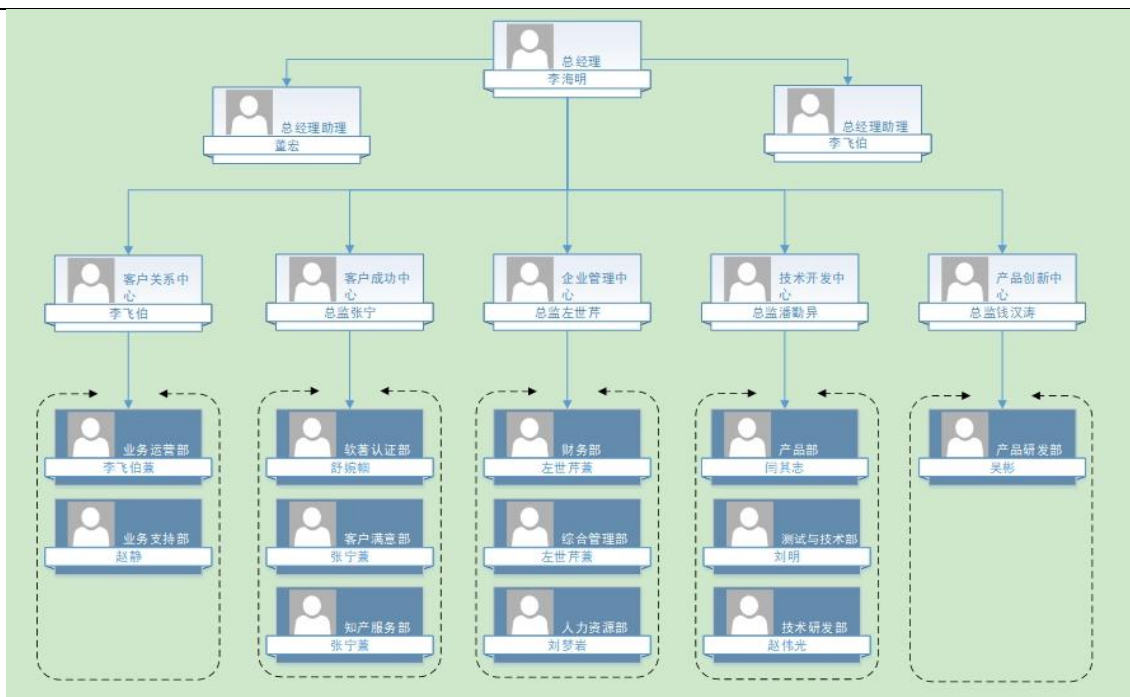 总经理
李海明
总经理助理
董宏
总经理助理
李飞伯
客户关系中
心
李飞伯
客户成功中
心
总监张宁
企业管理中
心
总监左世芹
技术开发中
心
总监潘勤异
产品创新中
心
总监钱汉涛
业务运营部
李飞伯兼
软著认证部
舒婉帼
财务部
左世芹兼
产品部
闫其志
产品研发部
吴彬
业务支持部
赵静
客户满意部
张宁兼
综合管理部
左世芹兼
测试与技术部
刘明
知产服务部
张宁兼
人力资源部
刘梦岩
技术研发部
赵伟光